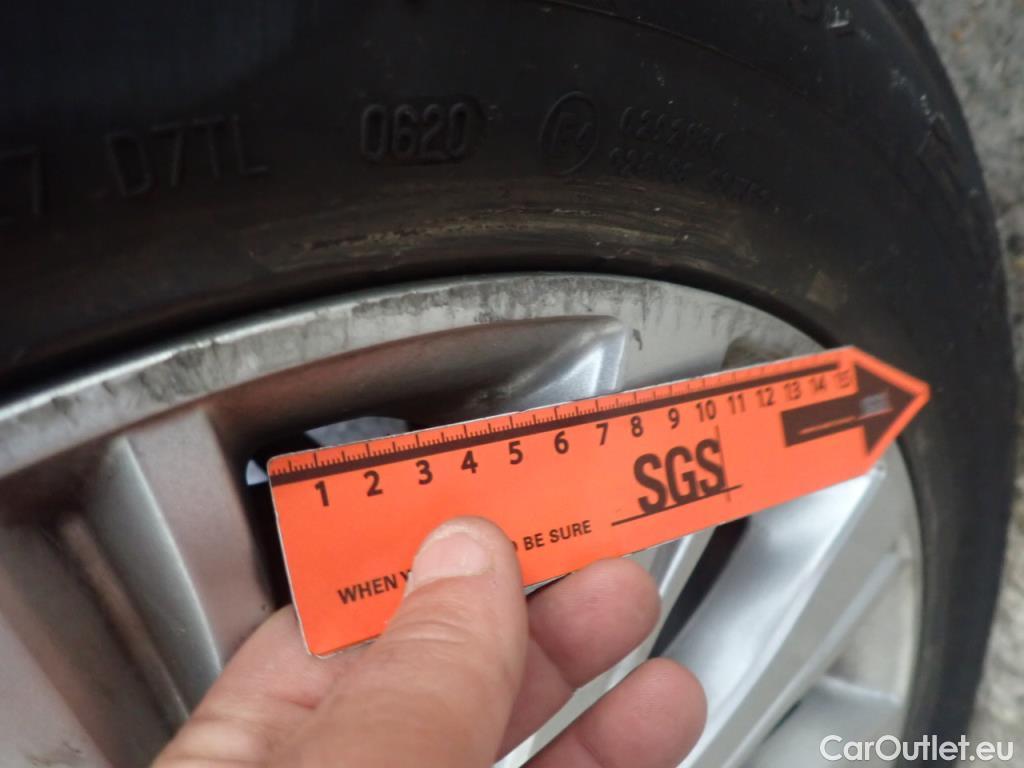 D7TL 0620
1 2 3 4 5 6 7 8 9 10 11 12 13 14 15
SGS
WHEN BE SURE
CarOutlet.eu